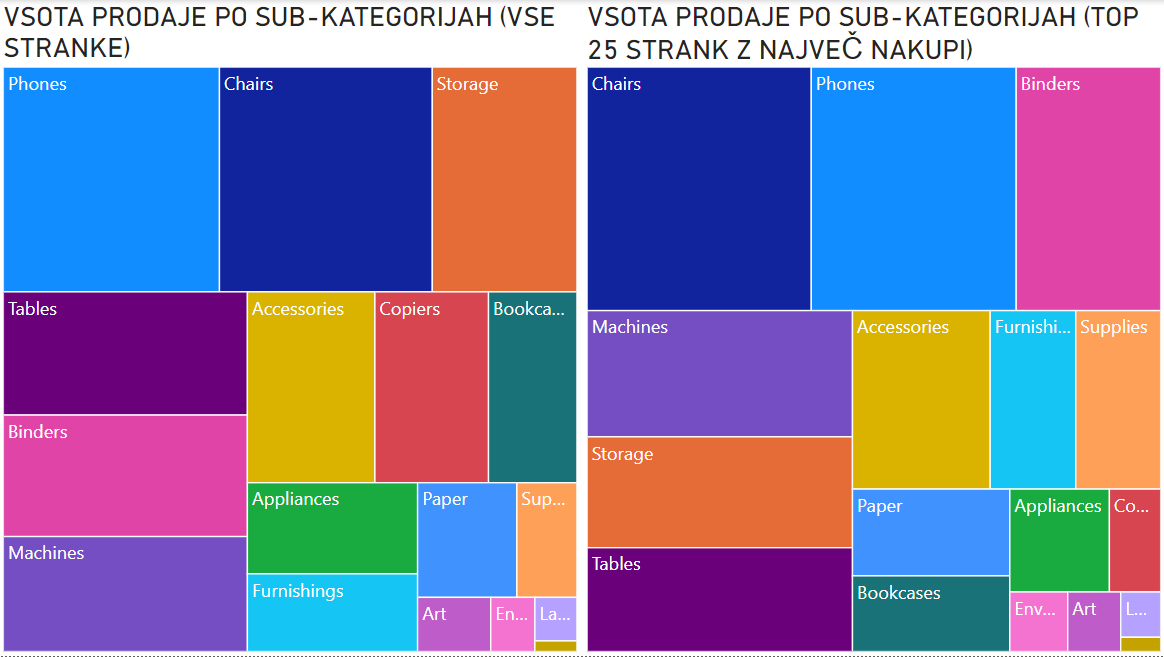 VSOTA PRODAJE PO SUB-KATEGORIJAH (VSE
STRANKE)
Phones
Chairs
Storage
Tables
Accessories
Copiers
Bookca...
Binders
Machines
Appliances
Paper
Sup...
Furnishings
Art
En...
La...
VSOTA PRODAJE PO SUB-KATEGORIJAH (TOP
25 STRANK Z NAJVEČ NAKUPI)
Chairs
Phones
Binders
Machines
Accessories
Furnishi...
Supplies
Storage
Tables
Paper
Appliances
Co...
Bookcases
Env...
Art
L...